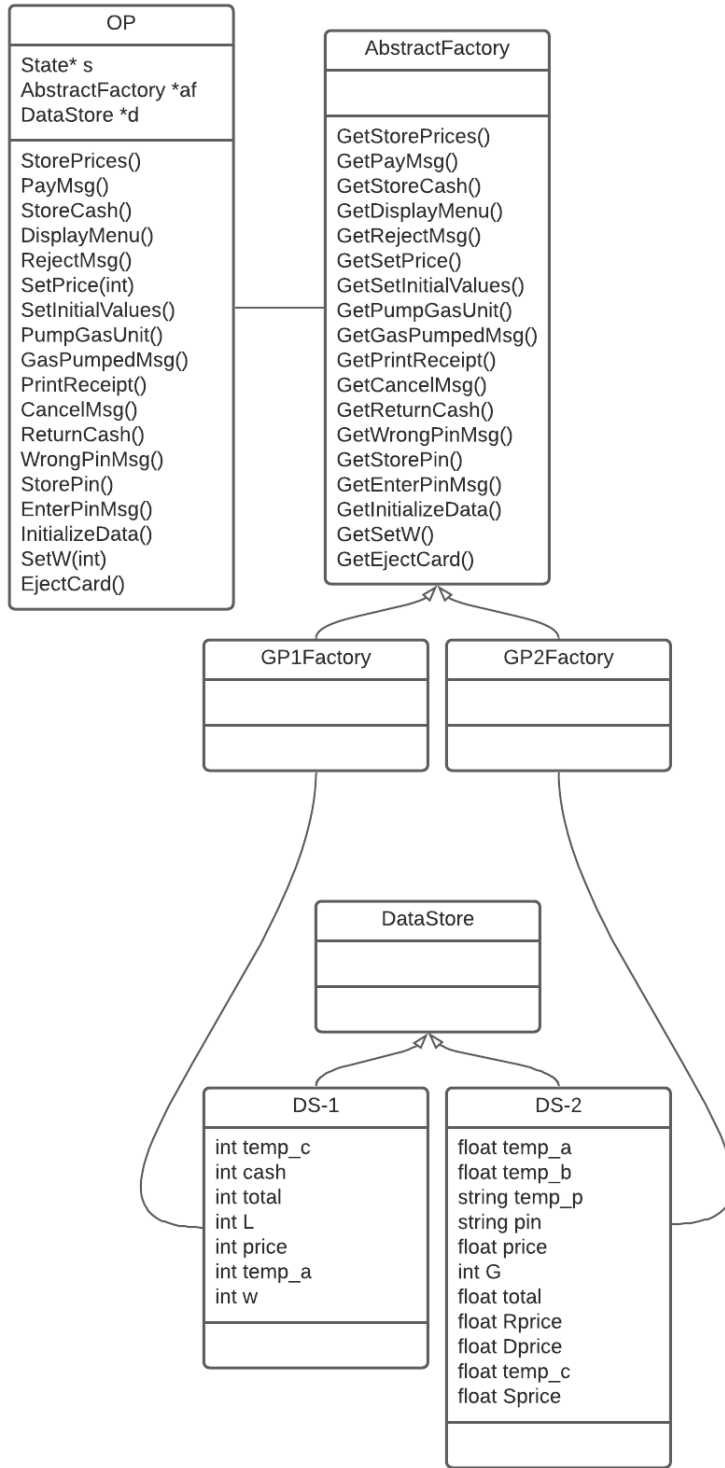 OP
State* s
AbstractFactory *af
DataStore *d
StorePrices()
PayMsg()
StoreCash()
DisplayMenu()
RejectMsg()
SetPrice(int)
SetInitialValues()
PumpGasUnit()
GasPumpedMsg()
PrintReceipt()
CancelMsg()
ReturnCash()
WrongPinMsg()
StorePin()
EnterPinMsg()
InitializeData()
SetW(int)
EjectCard()
AbstractFactory
GetStorePrices()
GetPayMsg()
GetStoreCash()
GetDisplayMenu()
GetRejectMsg()
GetSetPrice()
GetSetInitialValues()
GetPumpGasUnit()
GetGasPumpedMsg()
GetPrintReceipt()
GetCancelMsg()
GetReturnCash()
GetWrongPinMsg()
GetStorePin()
GetEnterPinMsg()
GetInitializeData()
GetSetW()
GetEjectCard()
GP1Factory
GP2Factory
DataStore
DS-1
int temp_c
int cash
int total
int L
int price
int temp_a
int w
DS-2
float temp_a
float temp_b
string temp_p
string pin
float price
int G
float total
float Rprice
float Dprice
float temp_c
float Sprice